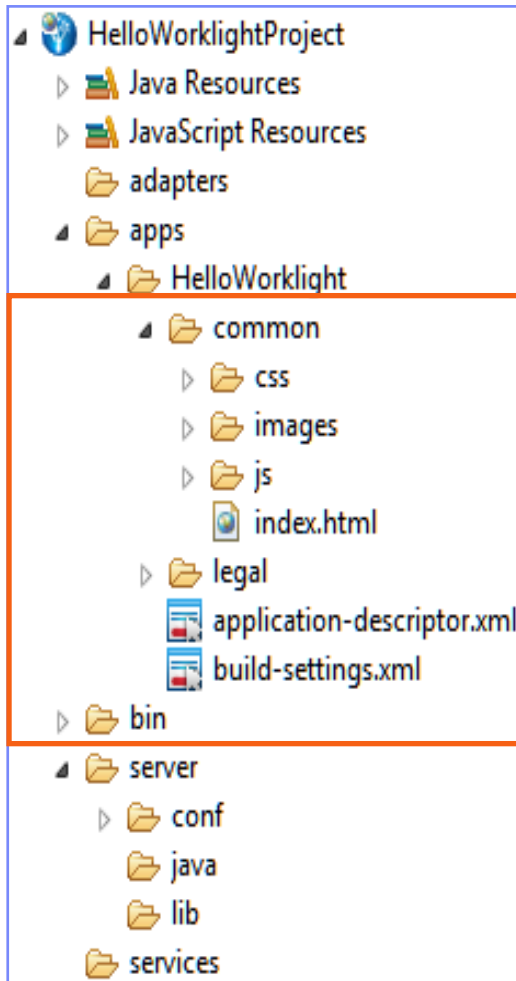 HelloWorklightProject
Java Resources
JavaScript Resources
adapters
apps
HelloWorklight
common
css
images
js
index.html
legal
application-descriptor.xml
build-settings.xml
bin
server
conf
java
lib
services